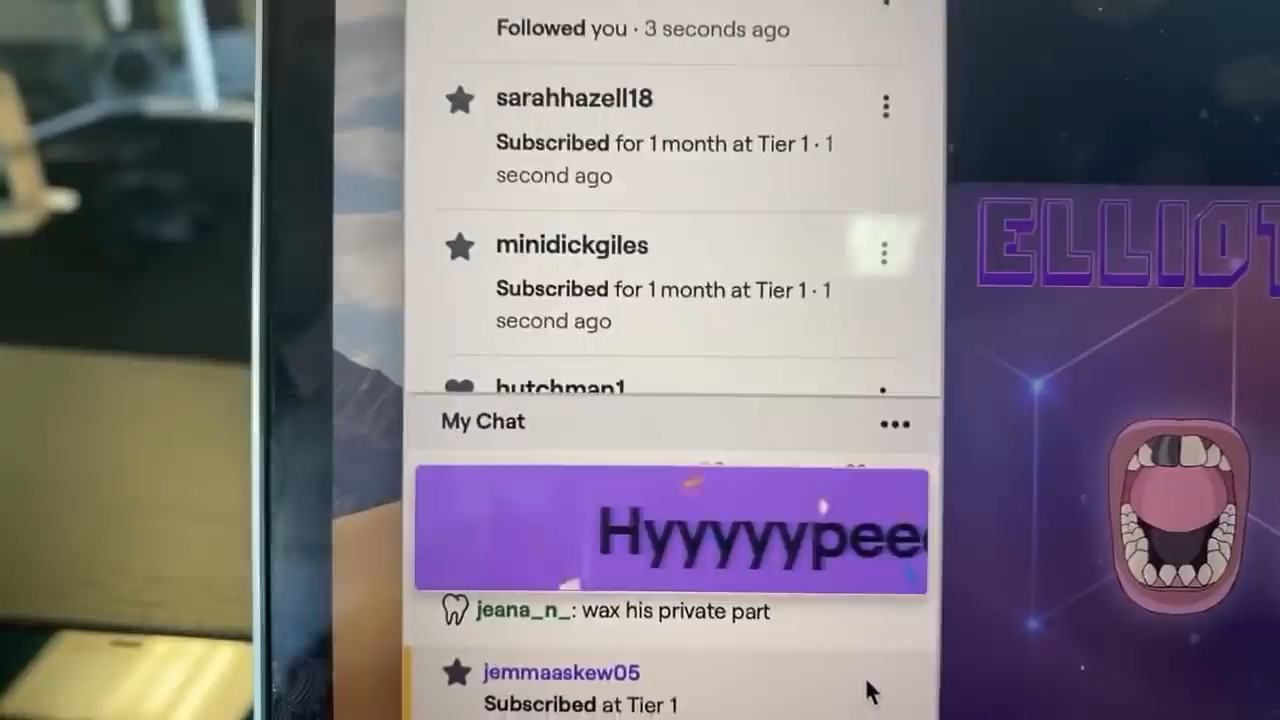 Followed you · 3 seconds ago
sarahhazell18
Subscribed for 1 month at Tier 1 · 1
second ago
minidickgiles
Subscribed for 1 month at Tier 1 · 1
second ago
hutchman1
My Chat
Hyyyyypee
jeana_n_: wax his private part
jemmaaskew05
Subscribed at Tier 1
ELLIOT